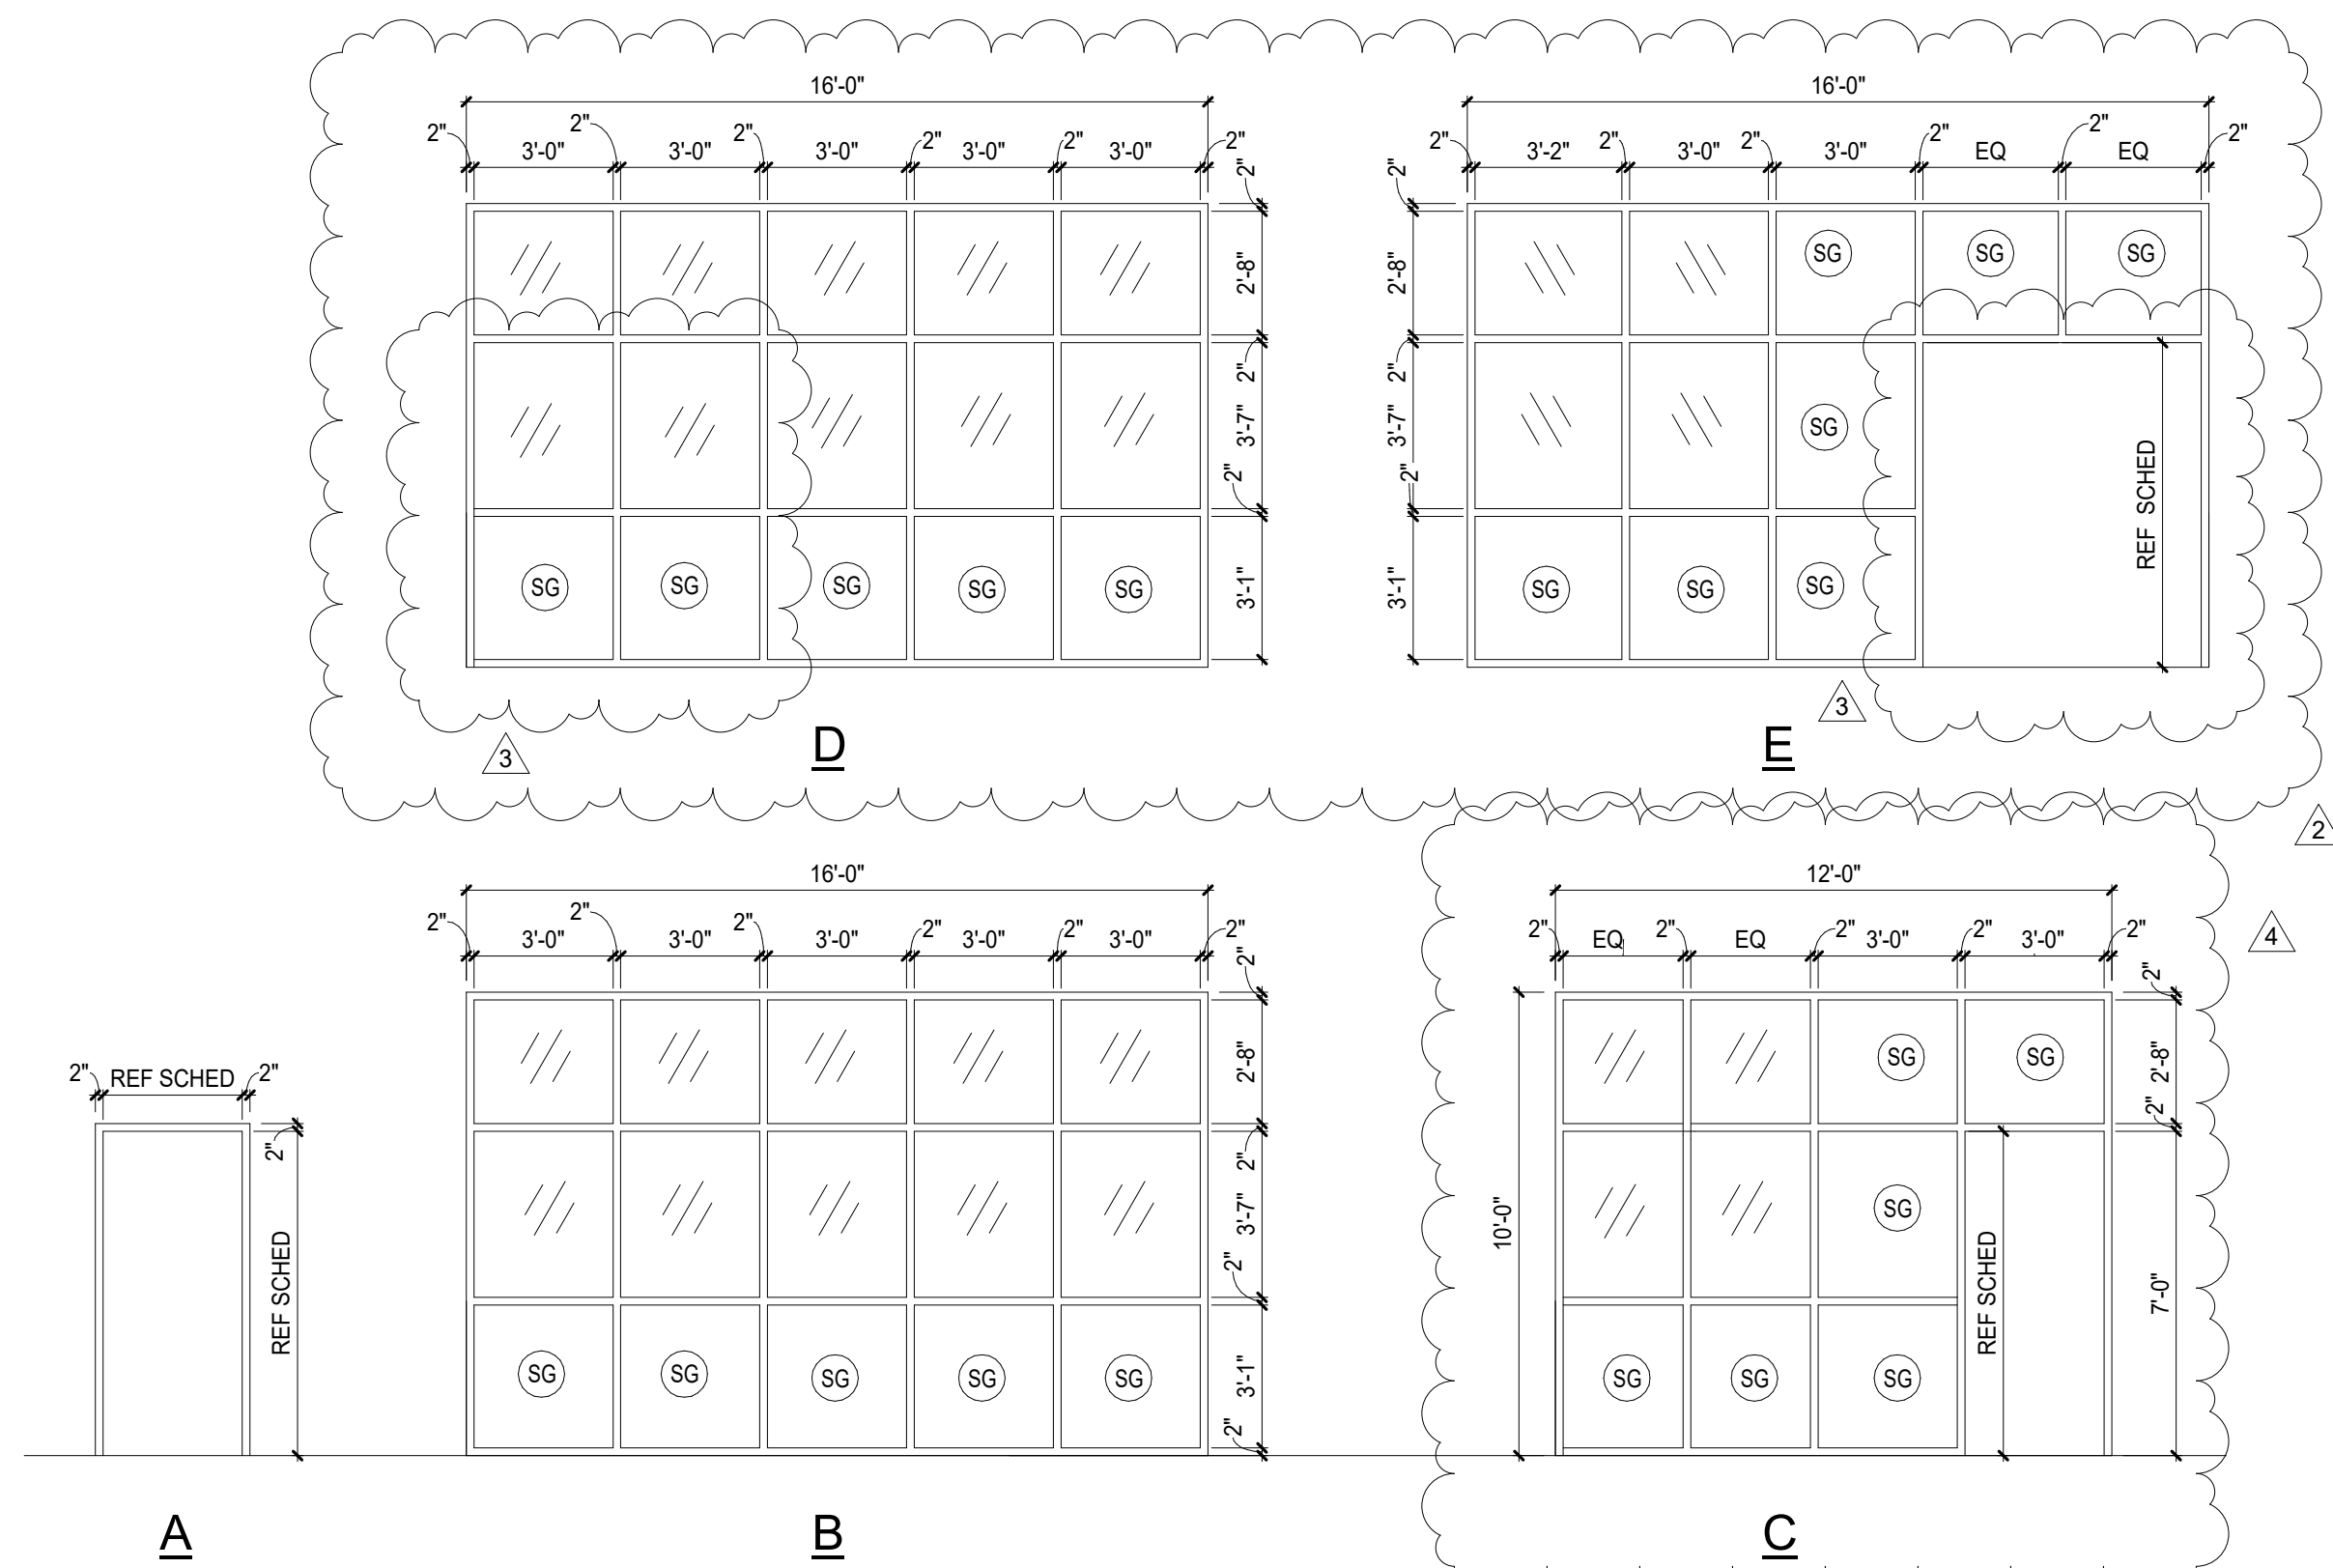 16'-0"
2" 2" 2" 2" 2" 2"
3'-0" 3'-0" 3'-0" 3'-0" 3'-0"
2"
2'-8"
2"
3'-7"
2"
3'-1"
SG SG SG SG SG
3
D
16'-0"
2" 2" 2" 2" 2" 2"
3'-2" 3'-0" 3'-0" EQ EQ
2"
2'-8"
2"
3'-7"
2"
3'-1"
SG SG SG
SG
SG SG SG
REF SCHED
3
E
2
2" REF SCHED 2"
2"
REF SCHED
A
16'-0"
2" 2" 2" 2" 2" 2"
3'-0" 3'-0" 3'-0" 3'-0" 3'-0"
2"
2'-8"
2"
3'-7"
2"
3'-1"
2"
SG SG SG SG SG
B
12'-0"
2" 2" 2" 2" 2"
EQ EQ 3'-0" 3'-0"
4
10'-0"
2"
2'-8"
2"
7'-0"
SG SG
SG
SG SG SG
REF SCHED
C